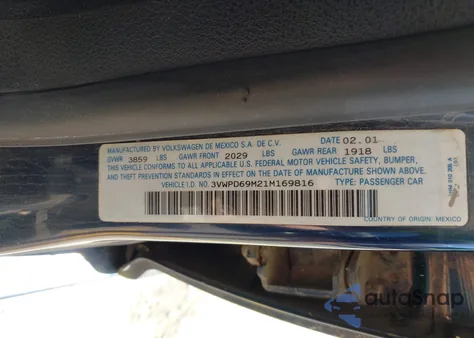 MANUFACTURED BY VOLKSWAGEN DE MEXICO S.A. DE C.V. DATE 02.01
GVWR 3859 LBS GAWR FRONT 2029 LBS GAWR REAR 1918 LBS
THIS VEHICLE CONFORMS TO ALL APPLICABLE U.S. FEDERAL MOTOR VEHICLE SAFETY, BUMPER,
AND THEFT PREVENTION STANDARDS IN EFFECT ON THE DATE OF MANUFACTURE SHOWN ABOVE.
VEHICLE I.D. NO. 3VWPD69M21M169816 TYPE: PASSENGER CAR
COUNTRY OF ORIGIN: MEXICO
autoSnap